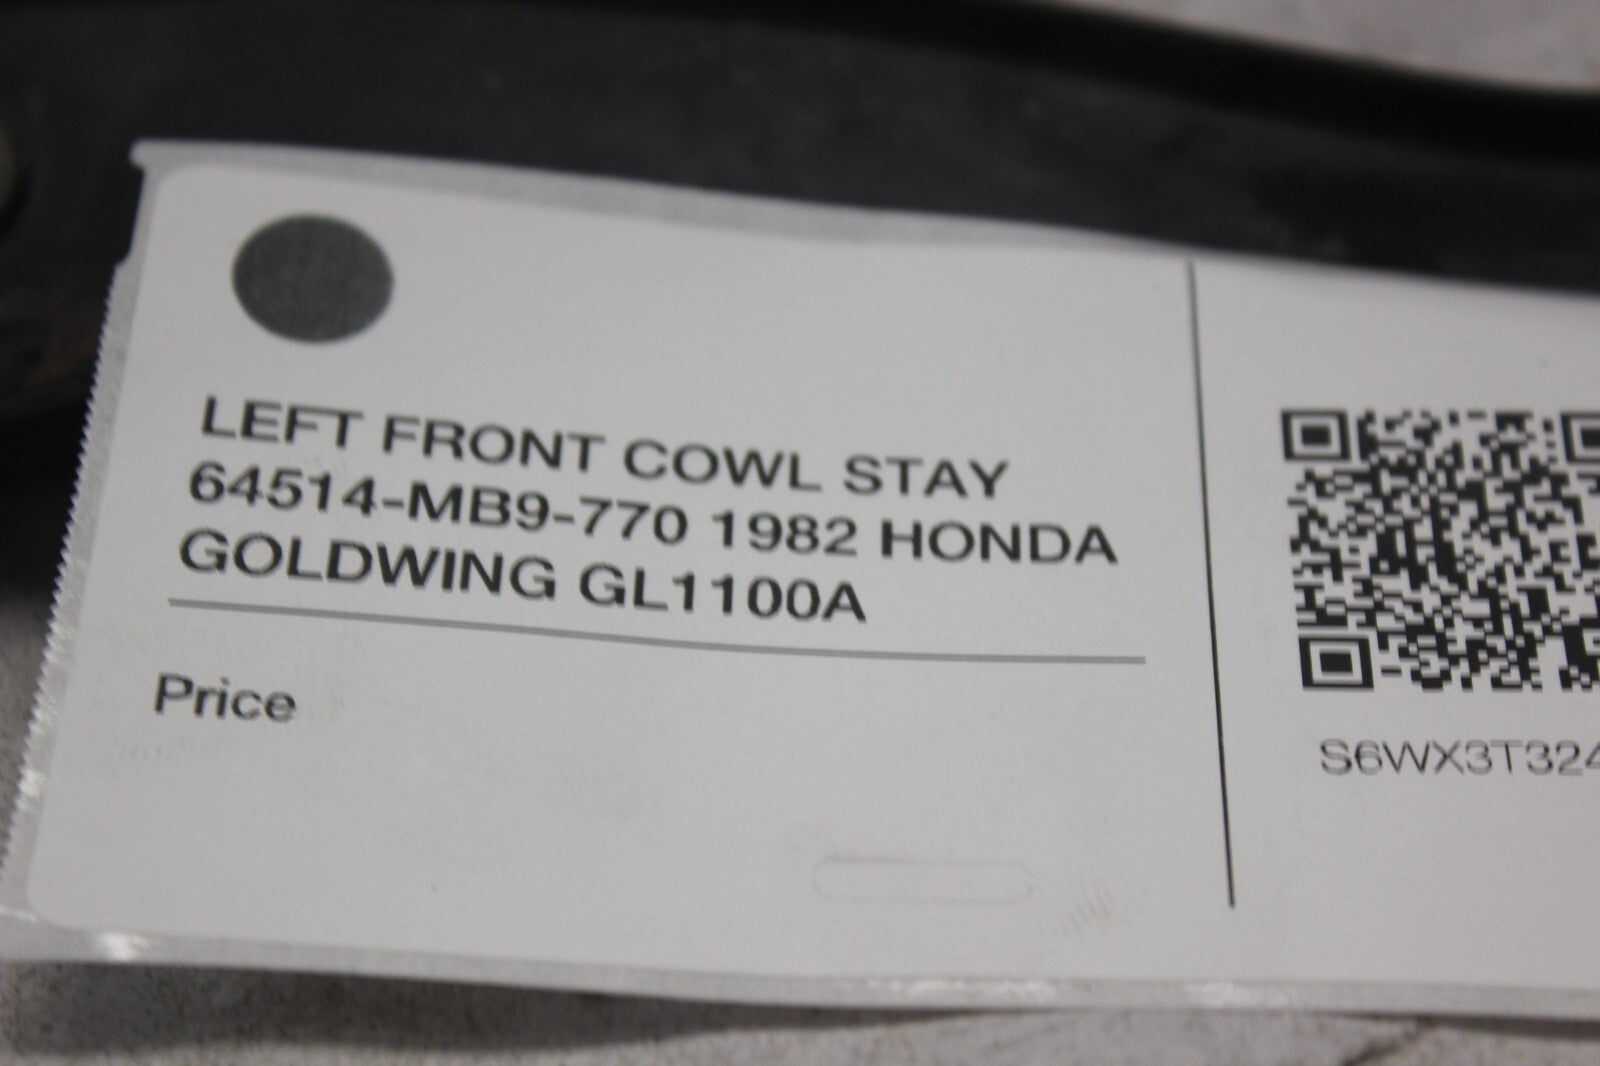 LEFT FRONT COWL STAY
64514-MB9-770 1982 HONDA
GOLDWING GL1100A
Price
S6WX3T324